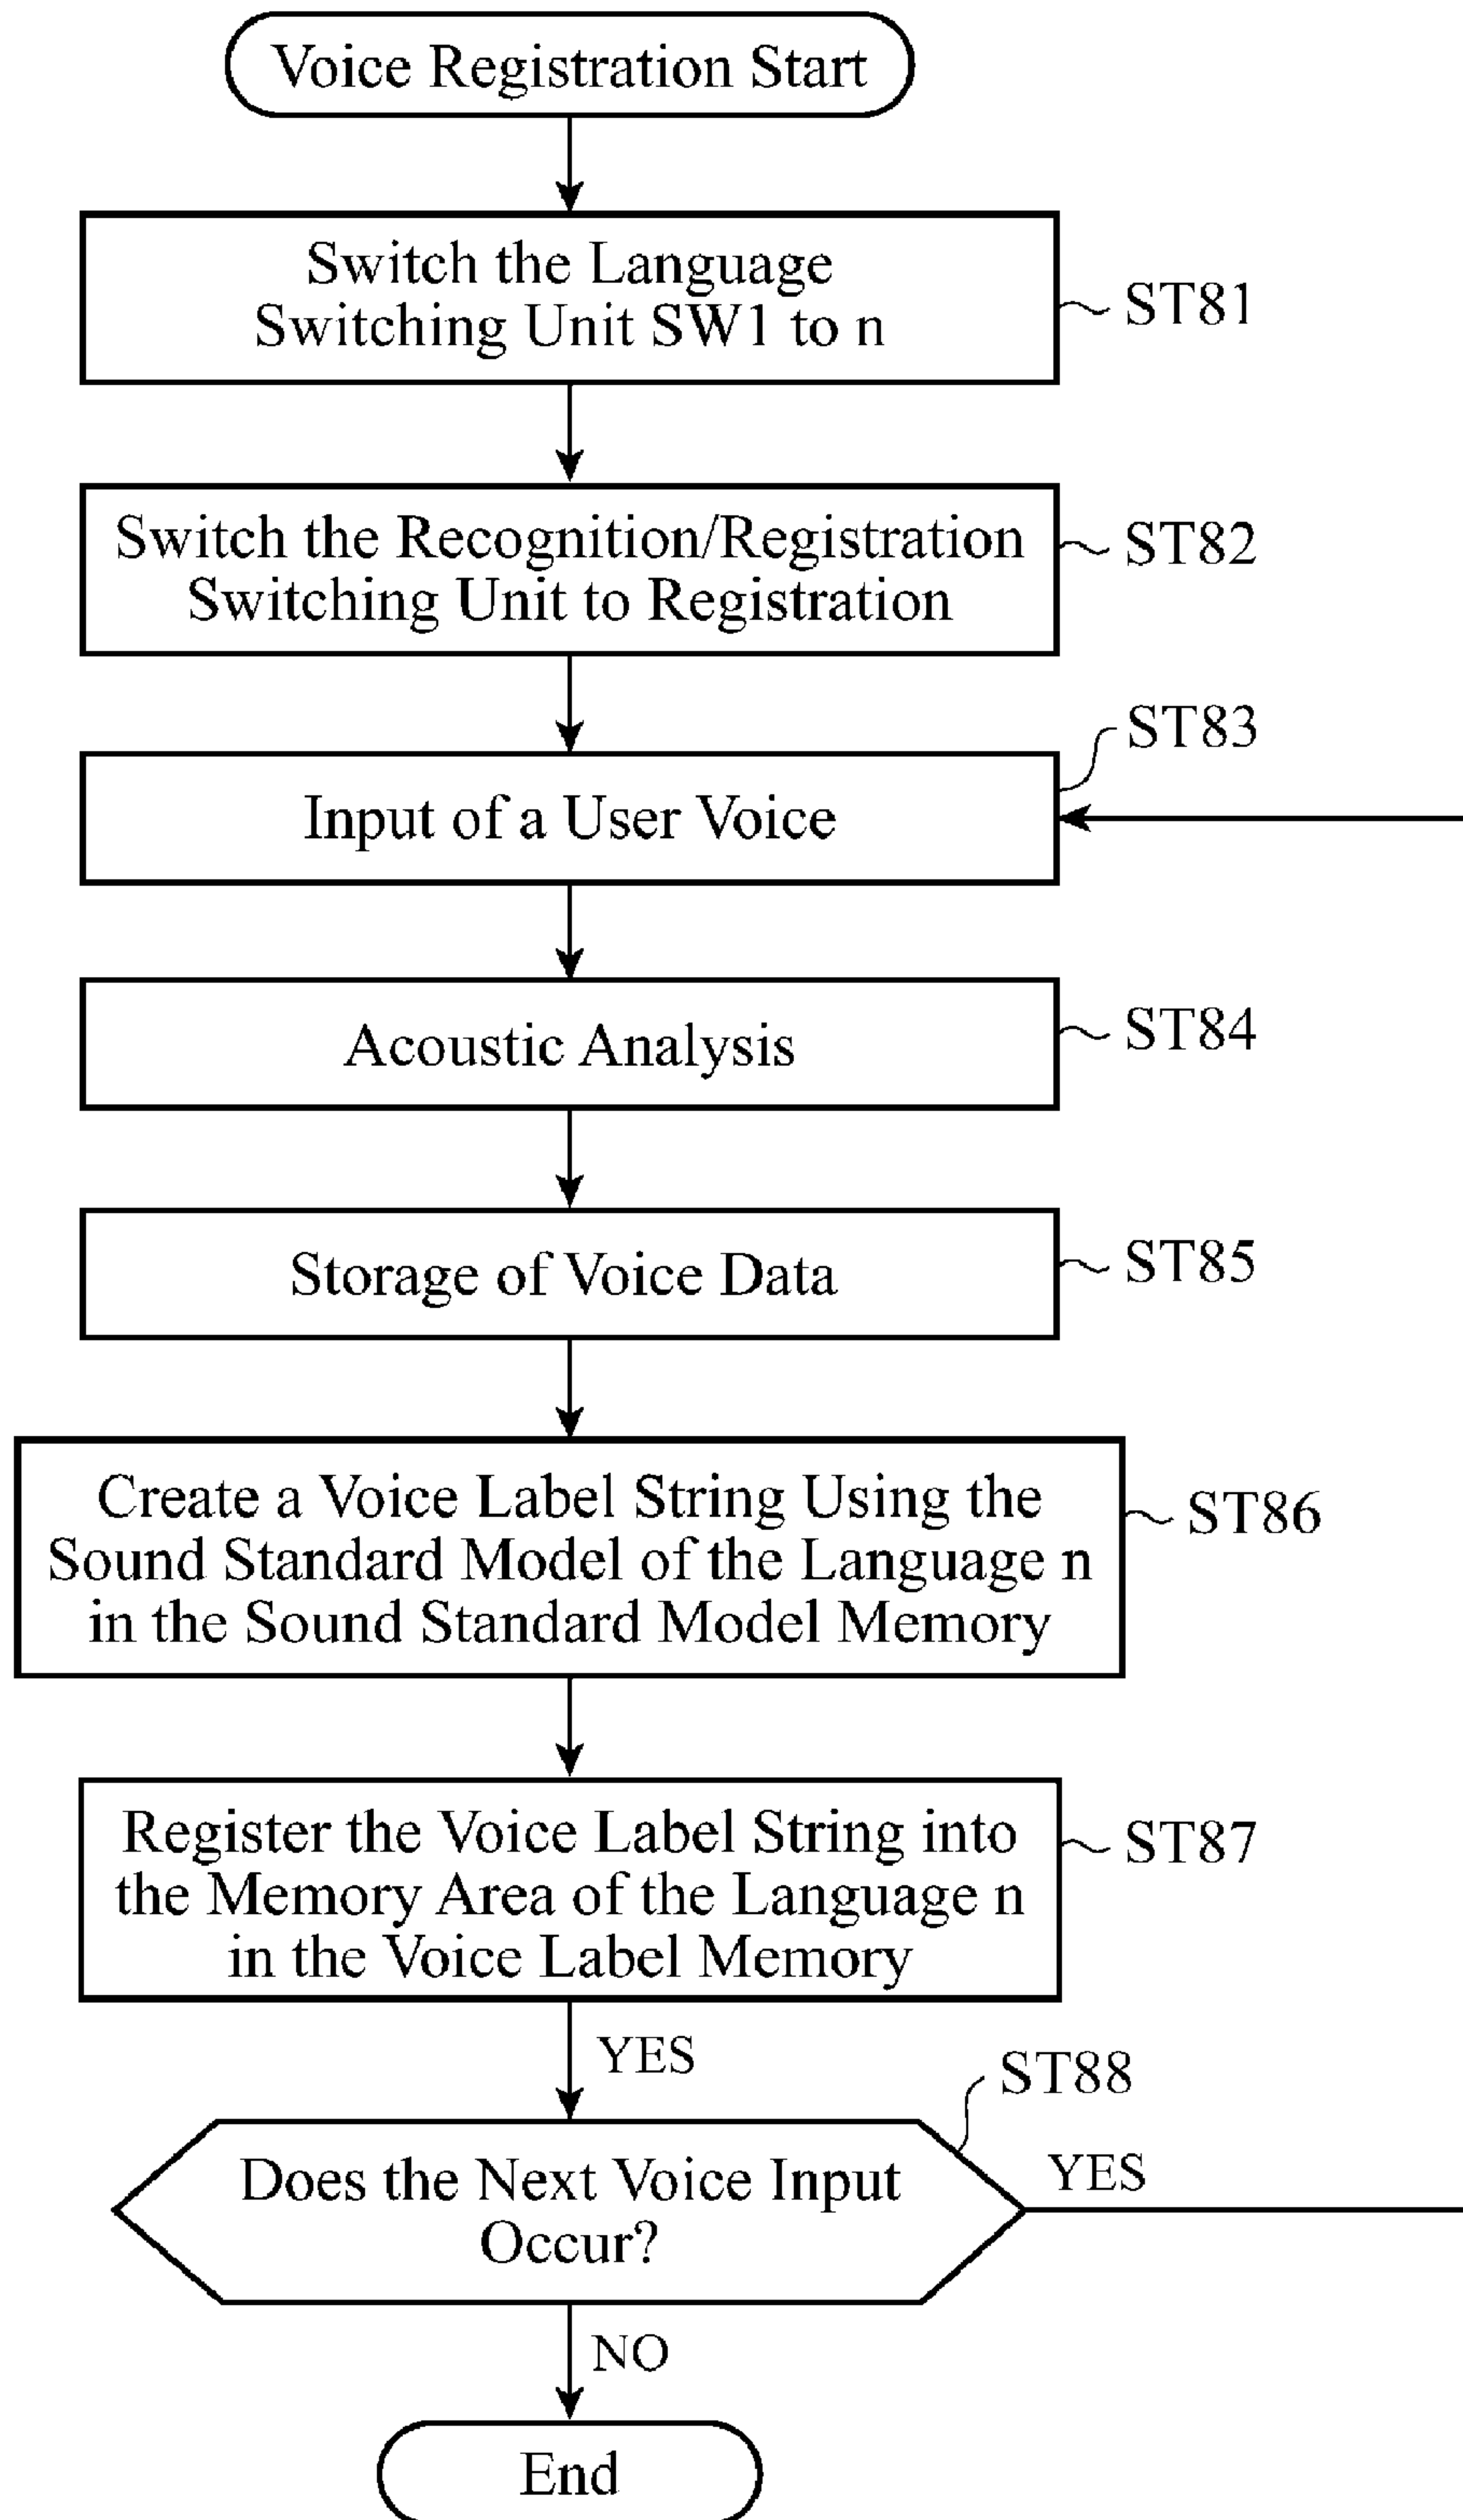 Voice Registration Start
Switch the Language
Switching Unit SW1 to n
ST81
Switch the Recognition/Registration
Switching Unit to Registration
ST82
ST83
Input of a User Voice
Acoustic Analysis
ST84
Storage of Voice Data
ST85
Create a Voice Label String Using the
Sound Standard Model of the Language n
in the Sound Standard Model Memory
ST86
Register the Voice Label String into
the Memory Area of the Language n
in the Voice Label Memory
ST87
YES
ST88
Does the Next Voice Input
Occur?
YES
NO
End